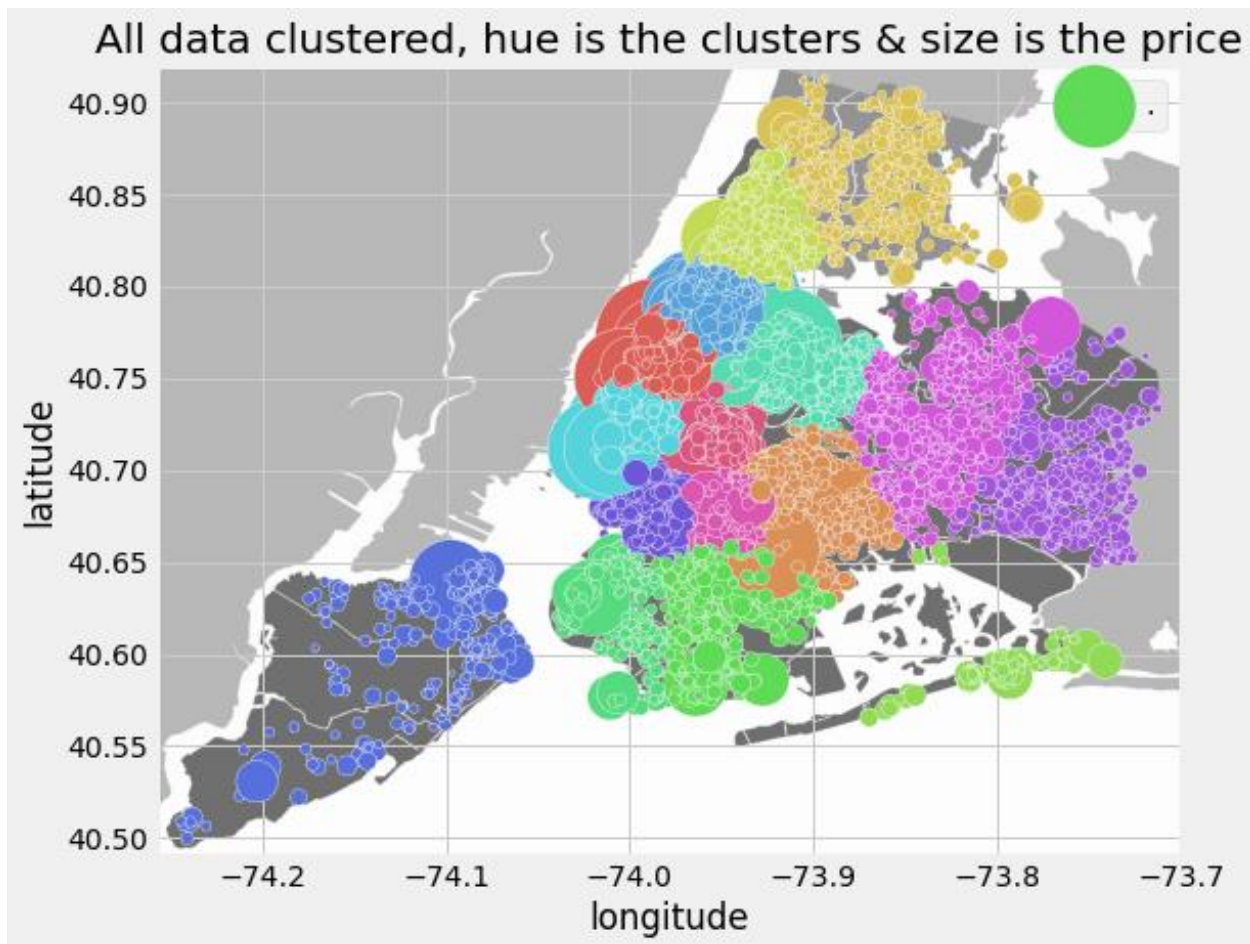 All data clustered, hue is the clusters & size is the price
.
40.90
40.85
40.80
40.75
40.70
40.65
40.60
40.55
40.50
latitude
−74.2 −74.1 −74.0 −73.9 −73.8 −73.7
longitude